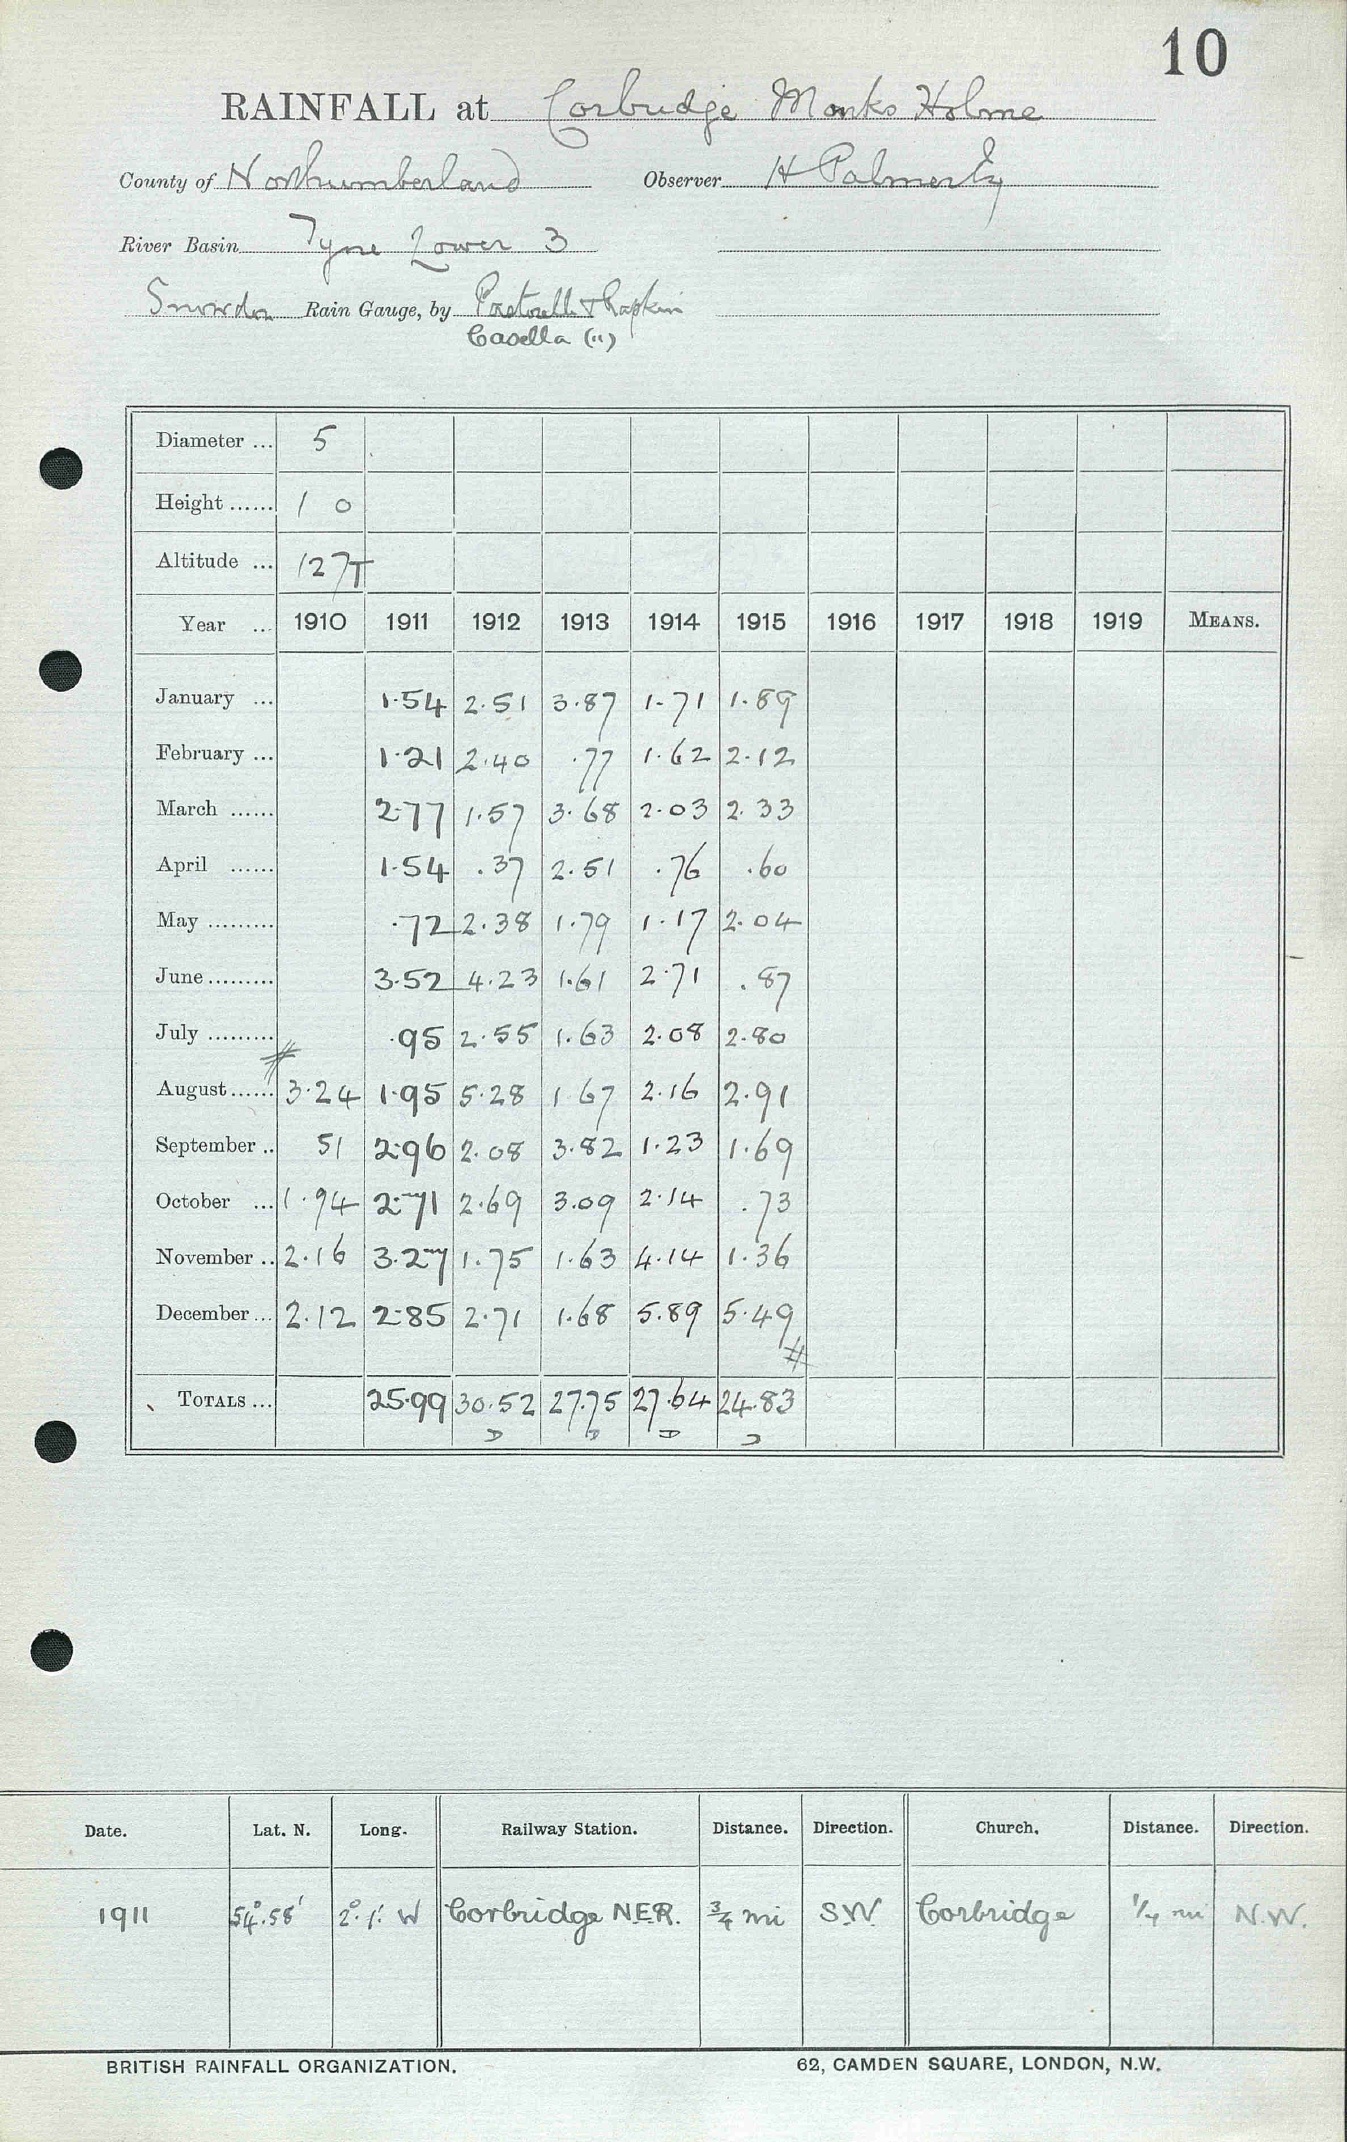 10
RAINFALL at Corbridge Monks Holme
County of Northumberland Observer H Palmer Esq
River Basin Tyne Lower 3
Snowdon Rain Gauge, by Pastorelli & Rapkin
Casella (")
Diameter ... 5
Height ...... 1 0
Altitude ... 127T
Year ... 1910 1911 1912 1913 1914 1915 1916 1917 1918 1919 MEANS.
January ... 1.54 2.51 3.87 1.71 1.89
February ... 1.21 2.40 .77 1.62 2.12
March ...... 2.77 1.57 3.68 2.03 2.33
April ...... 1.54 .37 2.51 .76 .60
May ......... .72 2.38 1.79 1.17 2.04
June ......... 3.52 4.23 1.61 2.71 .87
July ......... .95 2.55 1.63 2.08 2.80
August ...... 3.24 1.95 5.28 1 67 2.16 2.91
September .. 51 2.96 2.08 3.82 1.23 1.69
October ... 1.94 2.71 2.69 3.09 2.14 .73
November .. 2.16 3.27 1.75 1.63 4.14 1.36
December ... 2.12 2.85 2.71 1.68 5.89 5.49
TOTALS ... 25.99 30.52 27.75 27.64 24.83
D D D D
Date. Lat. N. Long. Railway Station. Distance. Direction. Church. Distance. Direction.
1911 54°.58' 2°.1'. W Corbridge N.E.R. ¾ mi S.W. Corbridge ¼ mi N.W.
BRITISH RAINFALL ORGANIZATION. 62, CAMDEN SQUARE, LONDON, N.W.